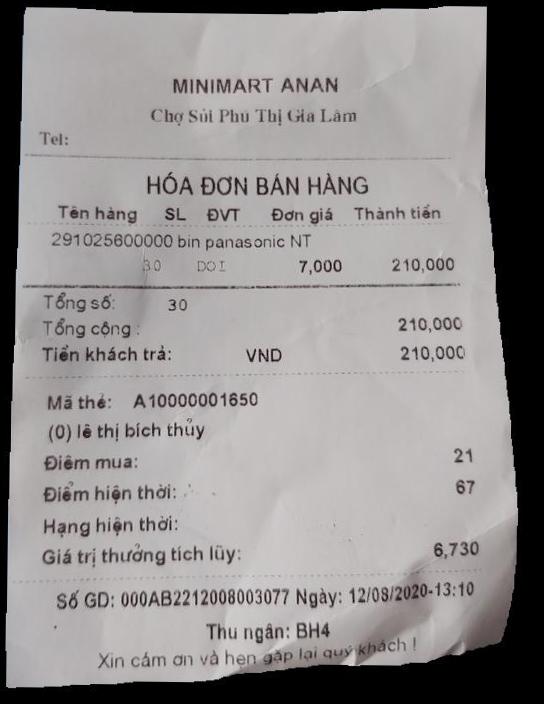 MINIMART ANAN
Chợ Sủi Phú Thị Gia Lâm
Tel:
HÓA ĐƠN BÁN HÀNG
Tên hàng SL ĐVT Đơn giá Thành tiền
291025600000 bin panasonic NT
30 DOI 7,000 210,000
Tổng số: 30
Tổng cộng : 210,000
Tiền khách trả: VND 210,000
Mã thẻ: A10000001650
(0) lê thị bích thủy
Điểm mua: 21
Điểm hiện thời: 67
Hạng hiện thời:
Giá trị thưởng tích lũy: 6,730
Số GD: 000AB2212008003077 Ngày: 12/08/2020-13:10
Thu ngân: BH4
Xin cảm ơn và hẹn gặp lại quý khách !